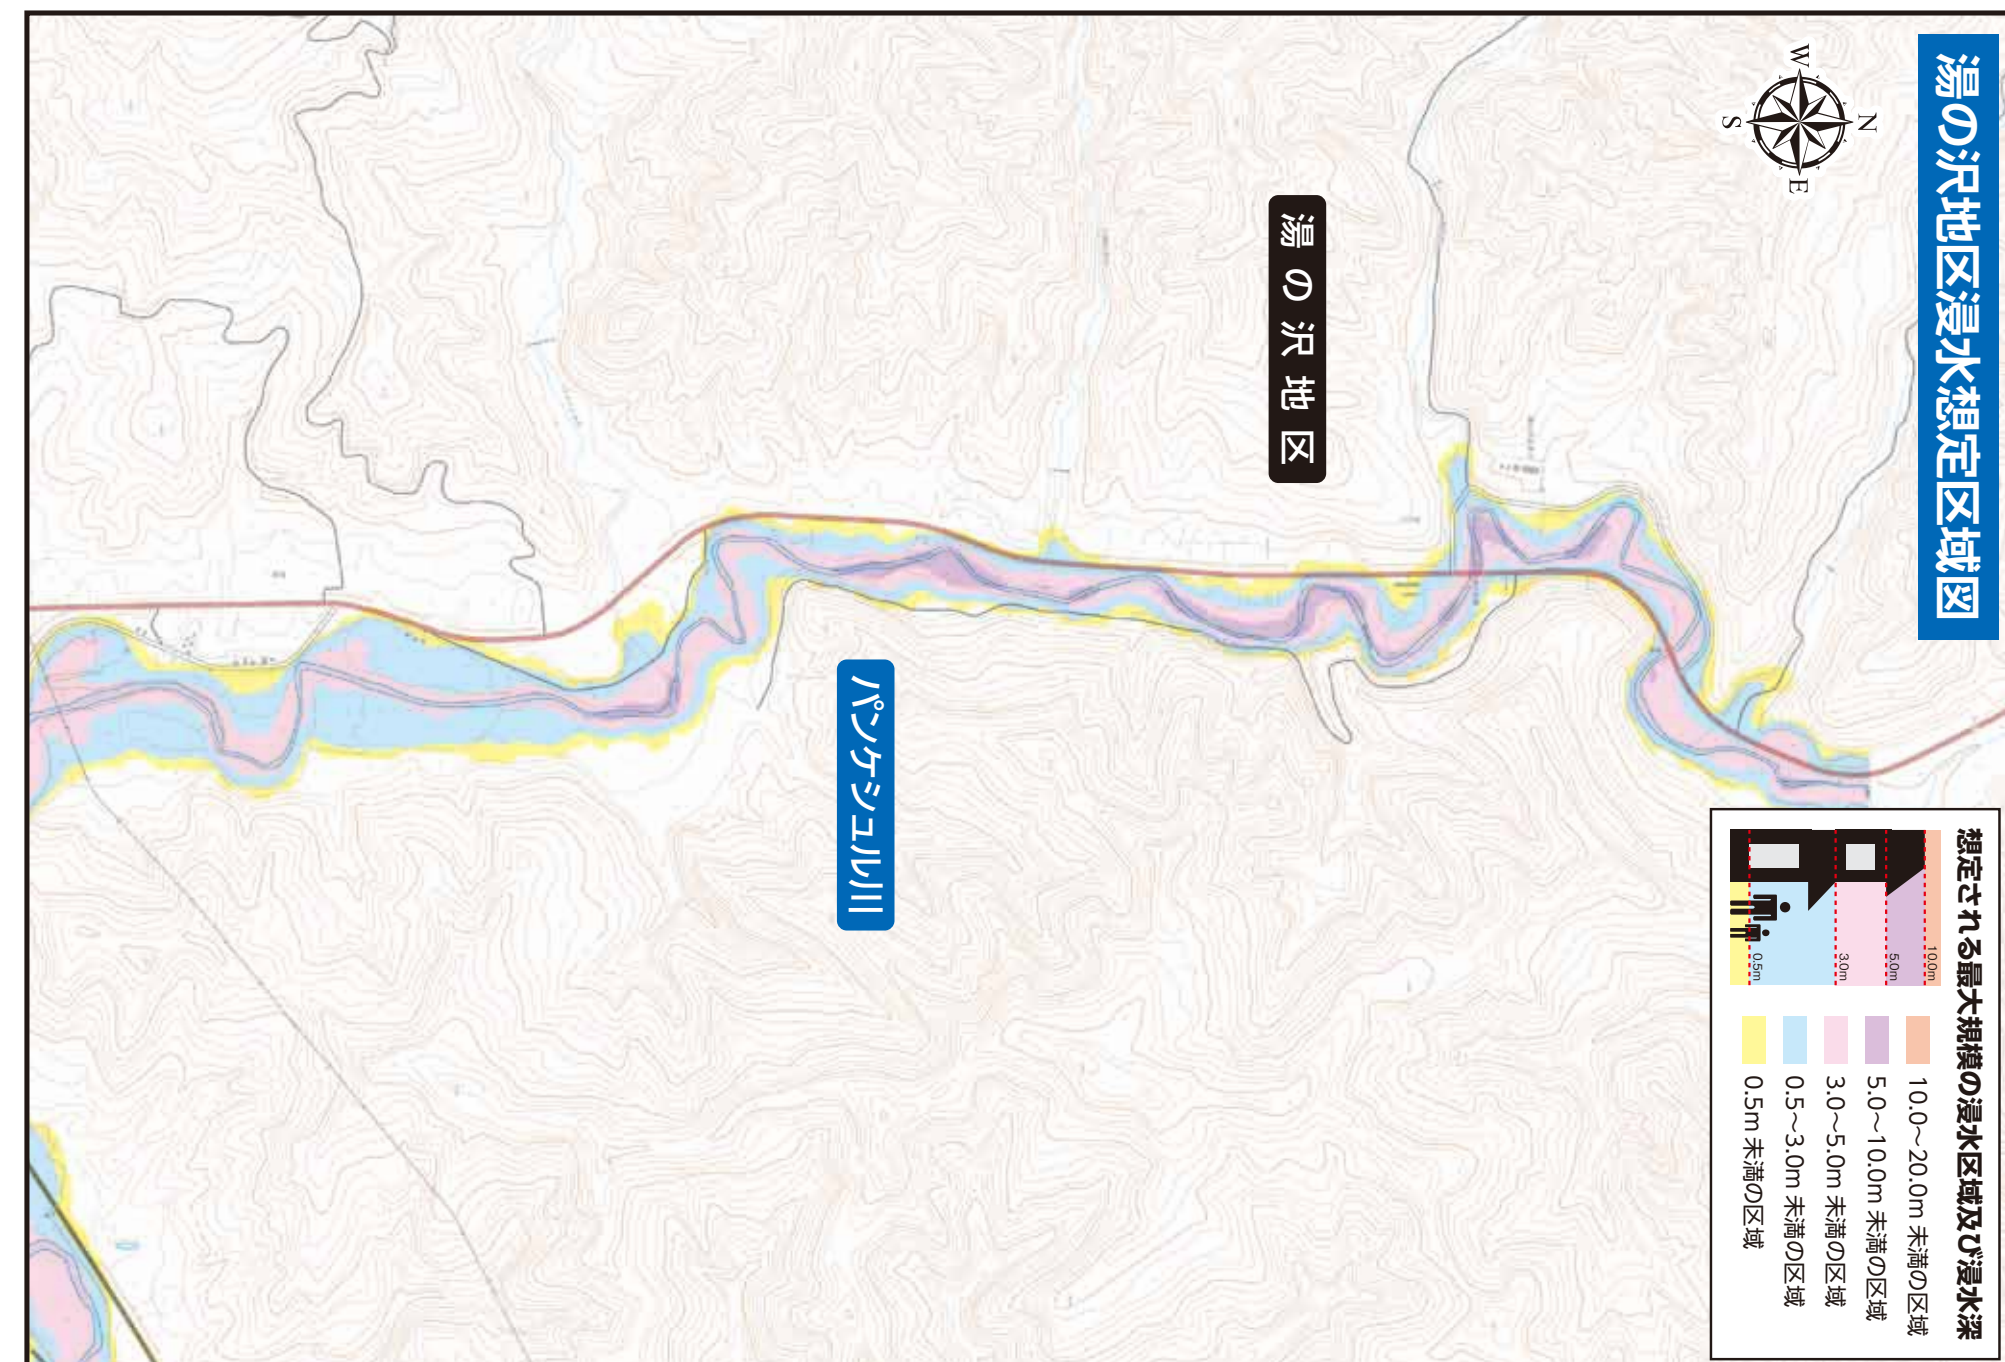 湯の沢地区浸水想定区域図
W
N
S
E
湯の沢地区
パンケシュル川
想定される最大規模の浸水区域及び浸水深
10.0m
5.0m
3.0m
0.5m
10.0～20.0m 未満の区域
5.0～10.0m 未満の区域
3.0～5.0m 未満の区域
0.5～3.0m 未満の区域
0.5m 未満の区域